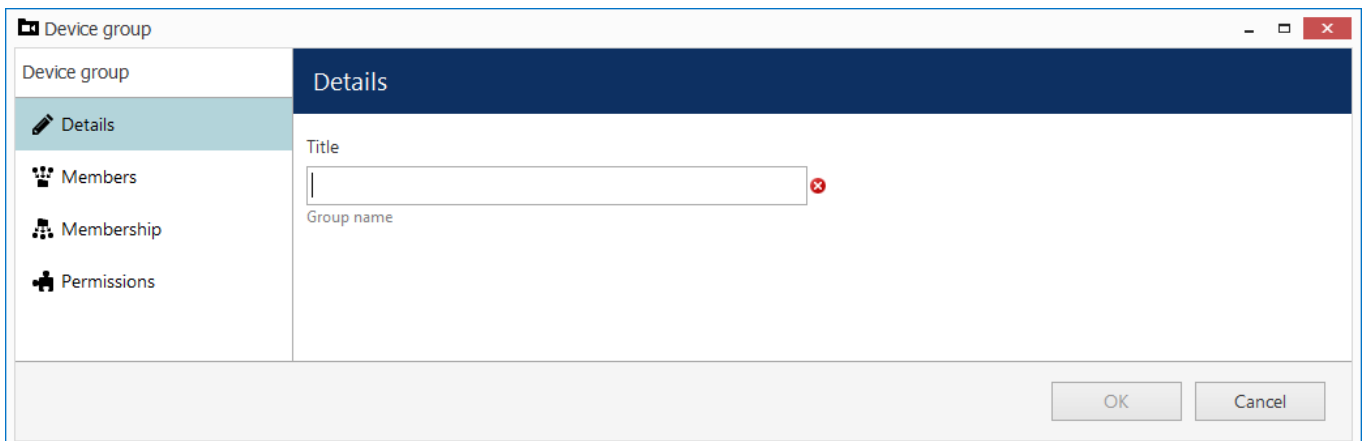 Device group
Device group
Details
Details
Members
Membership
Permissions
Title
Group name
OK
Cancel